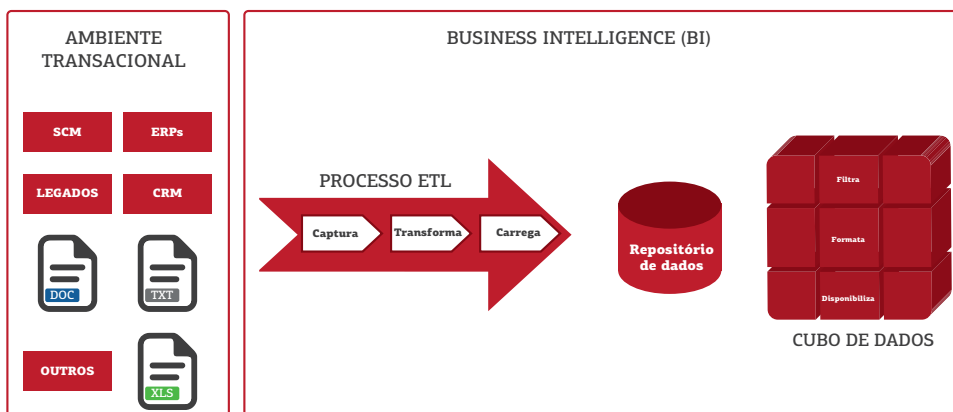 AMBIENTE
TRANSACIONAL
SCM
ERPs
LEGADOS
CRM
DOC
TXT
OUTROS
XLS
BUSINESS INTELLIGENCE (BI)
PROCESSO ETL
Captura
Transforma
Carrega
Repositório
de dados
Filtra
Formata
Disponibiliza
CUBO DE DADOS